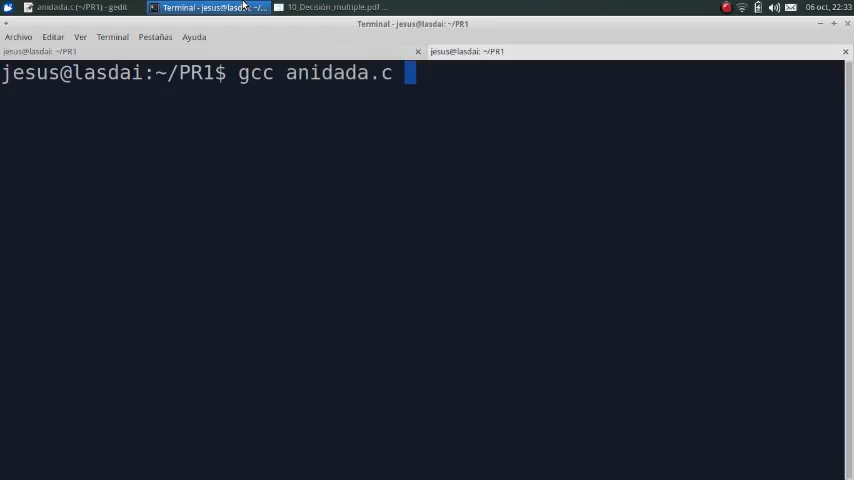 anidada.c (~/PR1) - gedit
Terminal - jesus@lasdai: ~/...
10_Decisión_multiple.pdf ...
06 oct, 22:33
Terminal - jesus@lasdai: ~/PR1
Archivo Editar Ver Terminal Pestañas Ayuda
jesus@lasdai: ~/PR1
jesus@lasdai: ~/PR1
jesus@lasdai:~/PR1$ gcc anidada.c